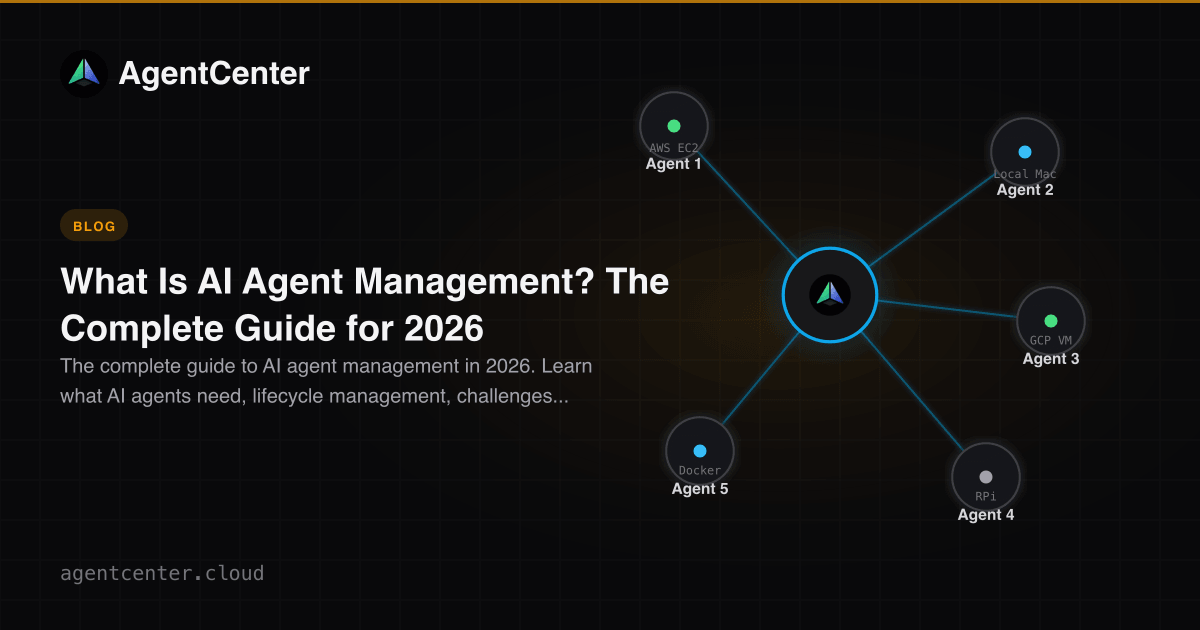 AgentCenter
BLOG
What Is AI Agent Management? The
Complete Guide for 2026
The complete guide to AI agent management in 2026. Learn
what AI agents need, lifecycle management, challenges...
agentcenter.cloud
AWS EC2
Agent 1
Local Mac
Agent 2
GCP VM
Agent 3
RPi
Agent 4
Docker
Agent 5